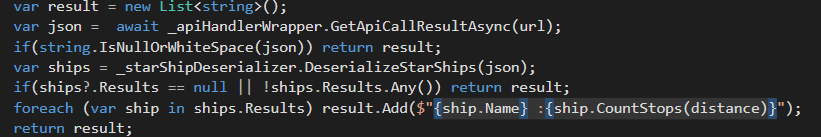 var result = new List<string>();
var json =  await _apiHandlerWrapper.GetApiCallResultAsync(url);
if(string.IsNullOrWhiteSpace(json)) return result;
var ships = _starShipDeserializer.DeserializeStarShips(json);
if(ships?.Results == null || !ships.Results.Any()) return result;
foreach (var ship in ships.Results) result.Add($"{ship.Name} :{ship.CountStops(distance)}");
return result;